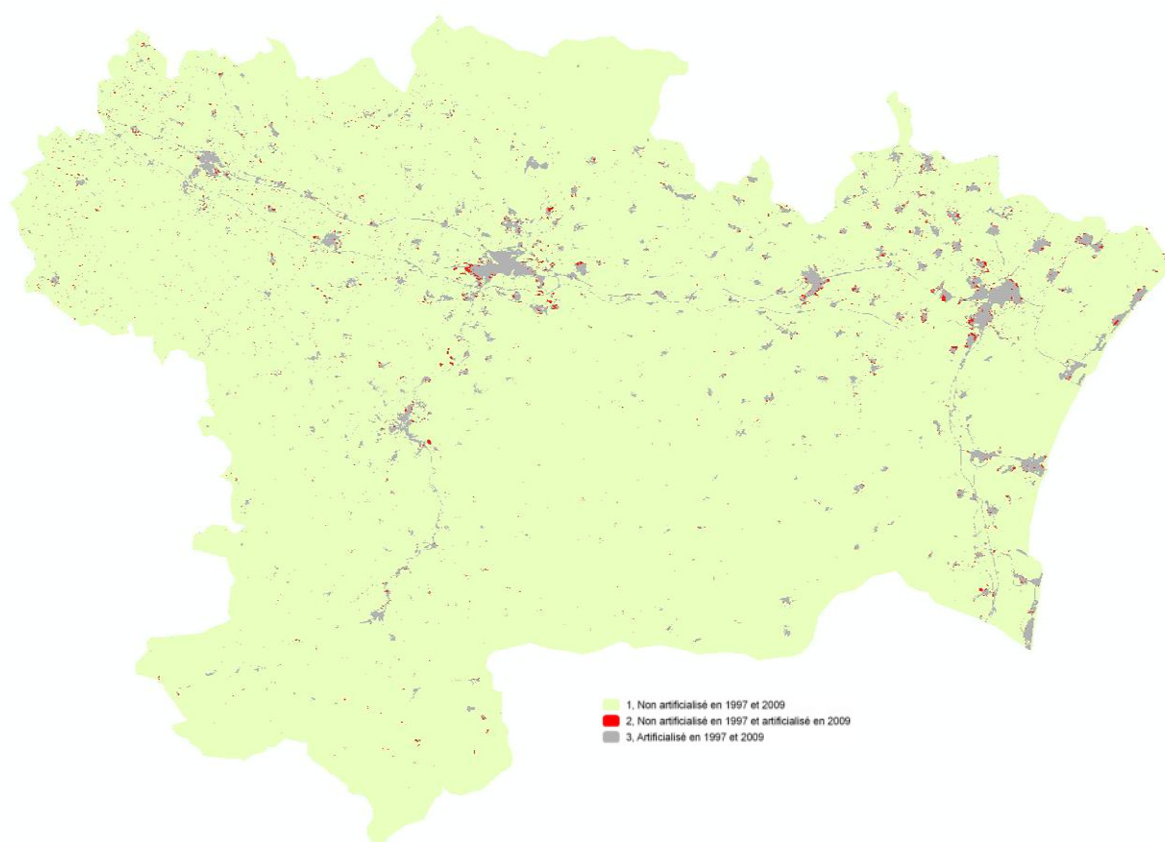 1, Non artificialisé en 1997 et 2009
2, Non artificialisé en 1997 et artificialisé en 2009
3, Artificialisé en 1997 et 2009